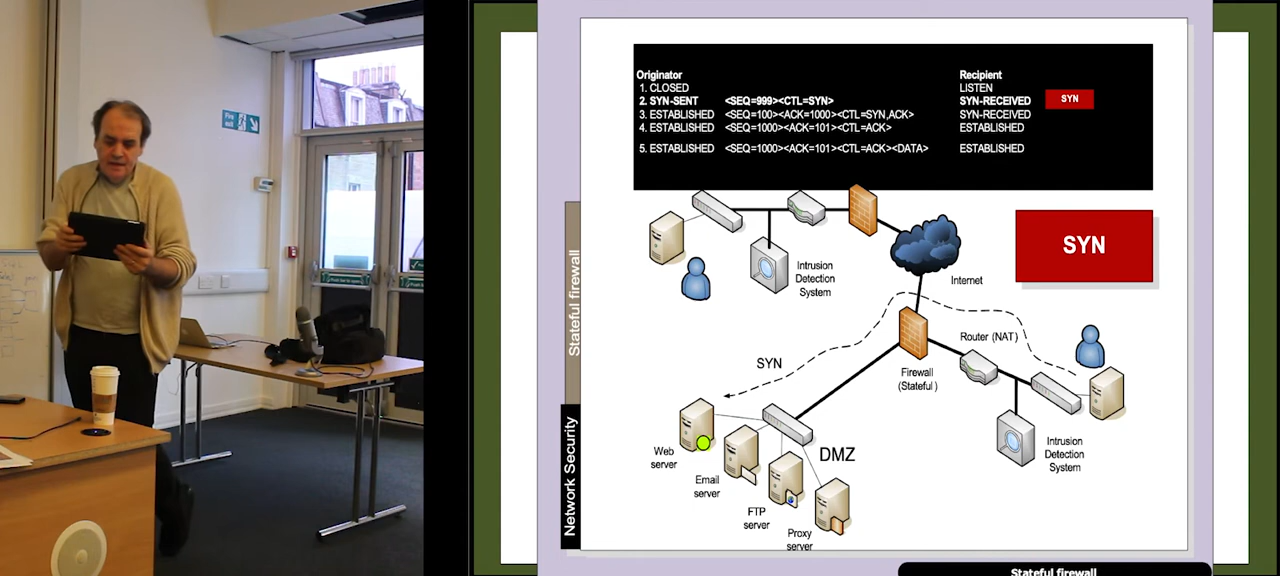 Fire
exit
Originator Recipient
1. CLOSED LISTEN
2. SYN-SENT <SEQ=999><CTL=SYN> SYN-RECEIVED SYN
3. ESTABLISHED <SEQ=100><ACK=1000><CTL=SYN,ACK> SYN-RECEIVED
4. ESTABLISHED <SEQ=1000><ACK=101><CTL=ACK> ESTABLISHED
5. ESTABLISHED <SEQ=1000><ACK=101><CTL=ACK><DATA> ESTABLISHED
SYN
Intrusion
Detection
System
Internet
Router (NAT)
SYN
Firewall
(Stateful)
Web
server
Email
server
FTP
server
Proxy
server
DMZ
Intrusion
Detection
System
Stateful firewall
Network Security
Stateful firewall